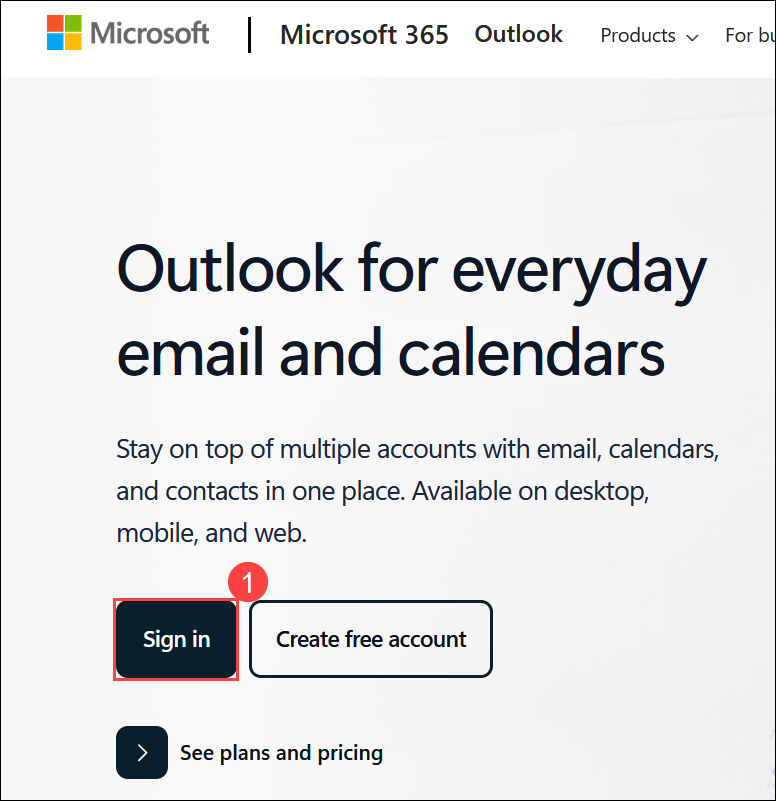 Microsoft | Microsoft 365 Outlook Products For bu
Outlook for everyday
email and calendars
Stay on top of multiple accounts with email, calendars,
and contacts in one place. Available on desktop,
mobile, and web.
1
Sign in Create free account
See plans and pricing